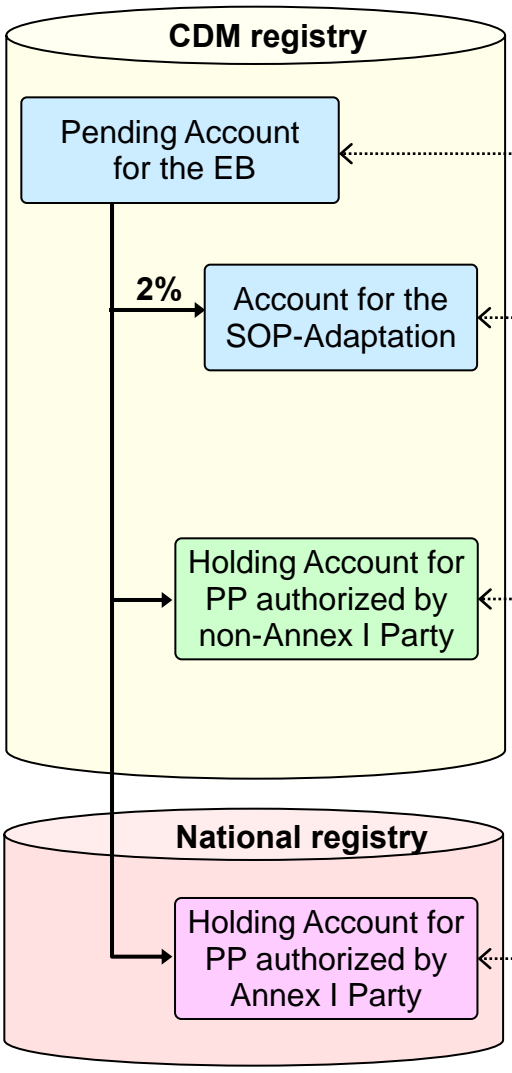 CDM registry
Pending Account
for the EB
2%
Account for the
SOP-Adaptation
Holding Account for
PP authorized by
non-Annex I Party
National registry
Holding Account for
PP authorized by
Annex I Party